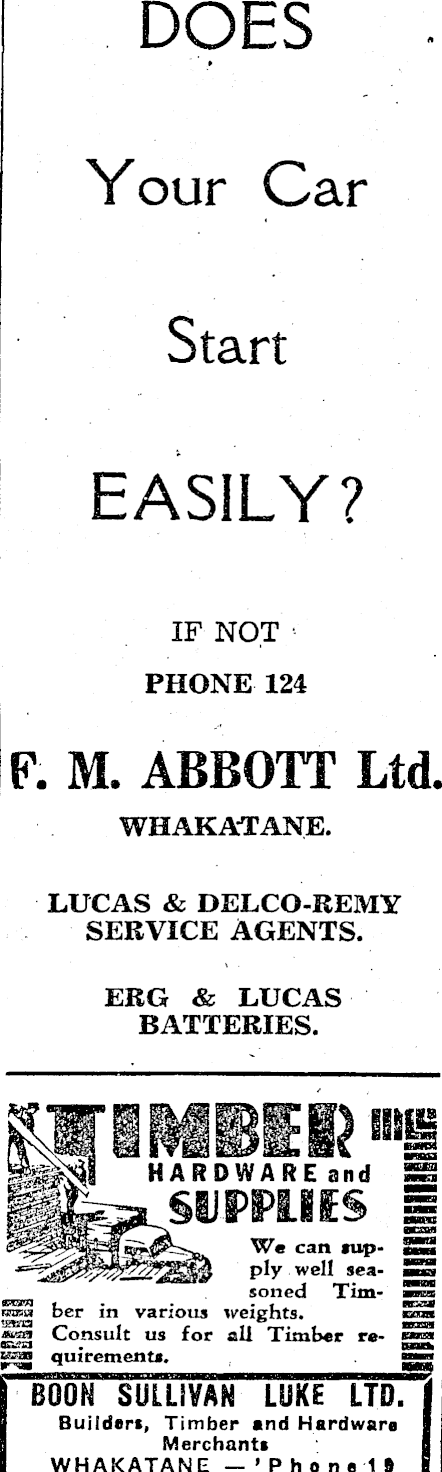 DOES
Your Car
Start
EASILY?
IF NOT
PHONE 124
F. M. ABBOTT Ltd.
WHAKATANE.
LUCAS & DELCO-REMY
SERVICE AGENTS.
ERG & LUCAS
BATTERIES.
TIMBER
HARDWARE and
SUPPLIES
We can sup-
ply well sea-
soned Tim-
ber in various weights.
Consult us for all Timber re-
quirements.
BOON SULLIVAN LUKE LTD.
Builders, Timber and Hardware
Merchants
WHAKATANE — 'Phone 19